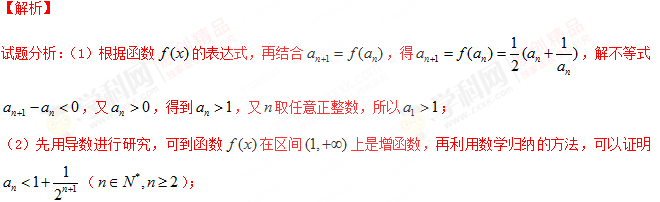 【解析】
试题分析：（1）根据函数 f(x) 的表达式，再结合 a_{n+1} = f(a_n)，得 a_{n+1} = f(a_n) = \frac{1}{2}(a_n + \frac{1}{a_n})，解不等式
a_{n+1} - a_n < 0，又 a_n > 0，得到 a_n > 1，又 n 取任意正整数，所以 a_1 > 1；
（2）先用导数进行研究，可到函数 f(x) 在区间 (1,+∞) 上是增函数，再利用数学归纳的方法，可以证明
a_n < 1 + \frac{1}{2^{n+1}}（n ∈ N^*, n ≥ 2）；